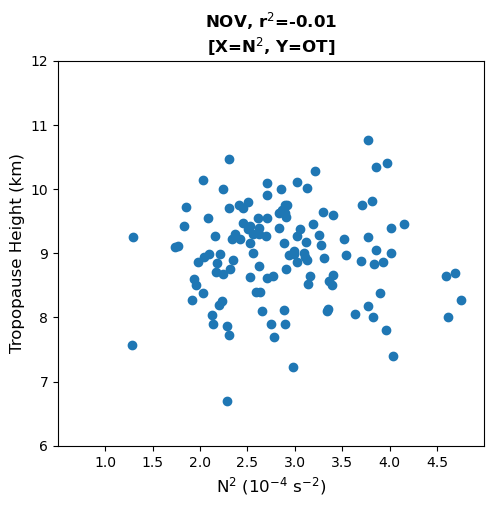 NOV, r²=-0.01
[X=N², Y=OT]
12
11
10
9
8
7
6
Tropopause Height (km)
1.0 1.5 2.0 2.5 3.0 3.5 4.0 4.5
N² (10⁻⁴ s⁻²)